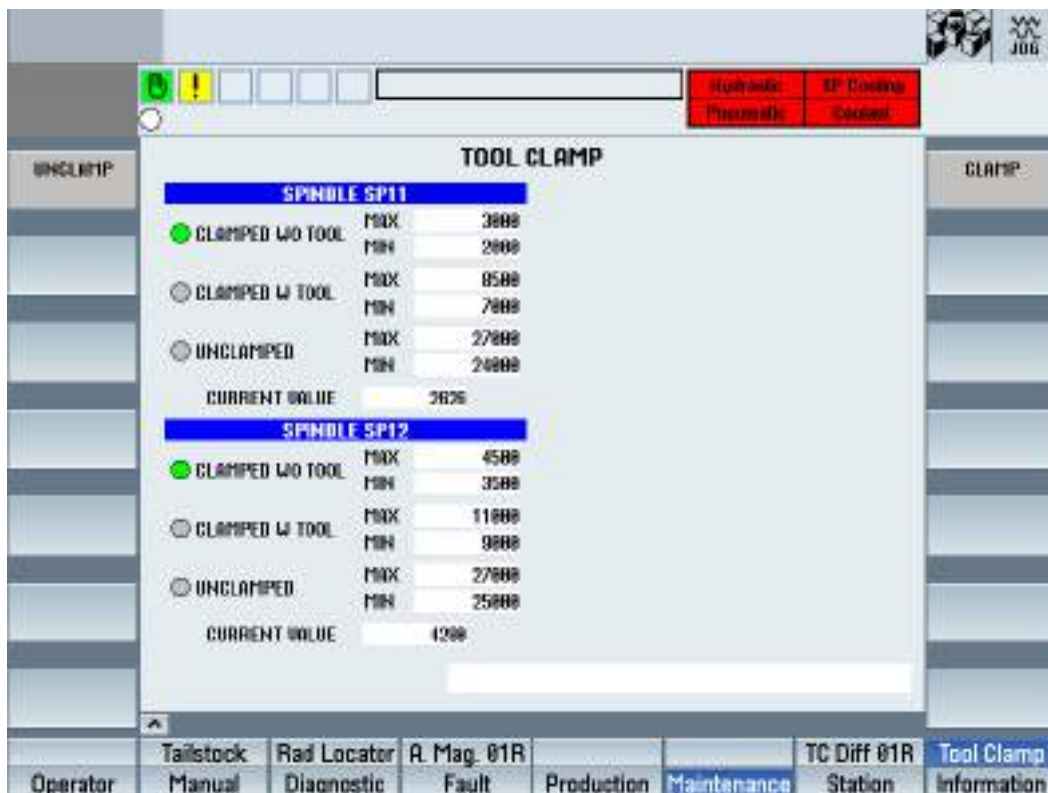 JOG
Hydraulic SP Cooling
Pneumatic Coolant
TOOL CLAMP
UNCLAMP
CLAMP
SPINDLE SP11
CLAMPED WO TOOL MAX 3000
MIN 2000
CLAMPED W TOOL MAX 8500
MIN 7000
UNCLAMPED MAX 27000
MIN 24000
CURRENT VALUE 2626
SPINDLE SP12
CLAMPED WO TOOL MAX 4500
MIN 3500
CLAMPED W TOOL MAX 11000
MIN 9000
UNCLAMPED MAX 27000
MIN 25000
CURRENT VALUE 4200
Tailstock Rad Locator A. Mag. 01R TC Diff 01R Tool Clamp
Operator Manual Diagnostic Fault Production Maintenance Station Information